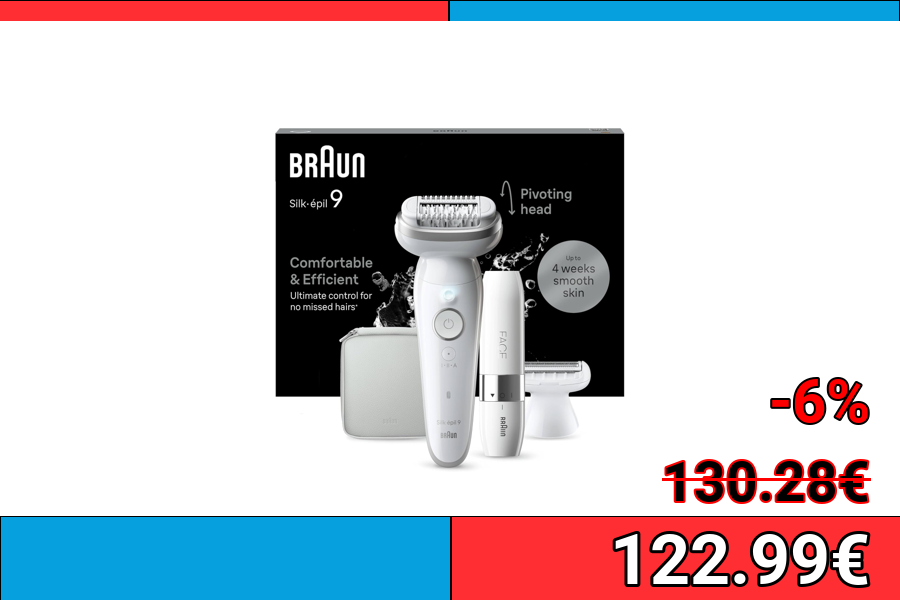 BRAUN
Silk·épil 9
Pivoting
head
Comfortable
& Efficient
Ultimate control for
no missed hairs*
Up to
4 weeks
smooth
skin
FACE
BRAUN
Silk·épil 9
BRAUN
-6%
130.28€
122.99€